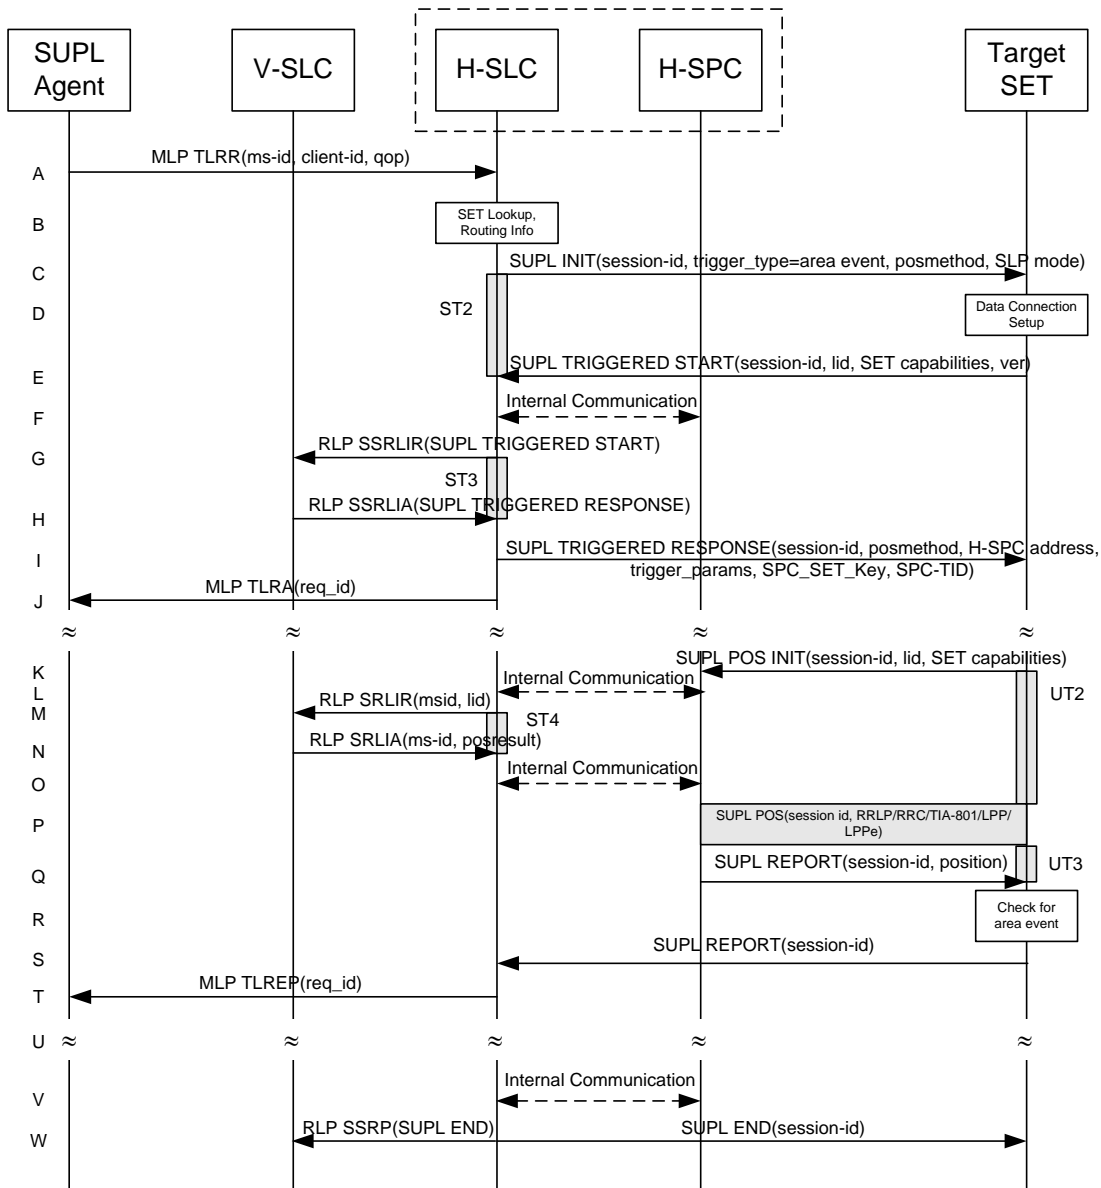 SUPL
Agent
V-SLC
H-SLC
H-SPC
Target
SET
A
MLP TLRR(ms-id, client-id, qop)
B
SET Lookup,
Routing Info
C
SUPL INIT(session-id, trigger_type=area event, posmethod, SLP mode)
D
ST2
Data Connection
Setup
E
SUPL TRIGGERED START(session-id, lid, SET capabilities, ver)
F
Internal Communication
G
RLP SSRLIR(SUPL TRIGGERED START)
ST3
H
RLP SSRLIA(SUPL TRIGGERED RESPONSE)
I
SUPL TRIGGERED RESPONSE(session-id, posmethod, H-SPC address,
trigger_params, SPC_SET_Key, SPC-TID)
J
MLP TLRA(req_id)
≈ ≈ ≈ ≈ ≈
K
SUPL POS INIT(session-id, lid, SET capabilities)
L
Internal Communication
UT2
M
RLP SRLIR(msid, lid)
ST4
N
RLP SRLIA(ms-id, posresult)
O
Internal Communication
P
SUPL POS(session id, RRLP/RRC/TIA-801/LPP/
LPPe)
Q
SUPL REPORT(session-id, position)
UT3
R
Check for
area event
S
SUPL REPORT(session-id)
T
MLP TLREP(req_id)
U ≈ ≈ ≈ ≈ ≈
V
Internal Communication
W
RLP SSRP(SUPL END)
SUPL END(session-id)